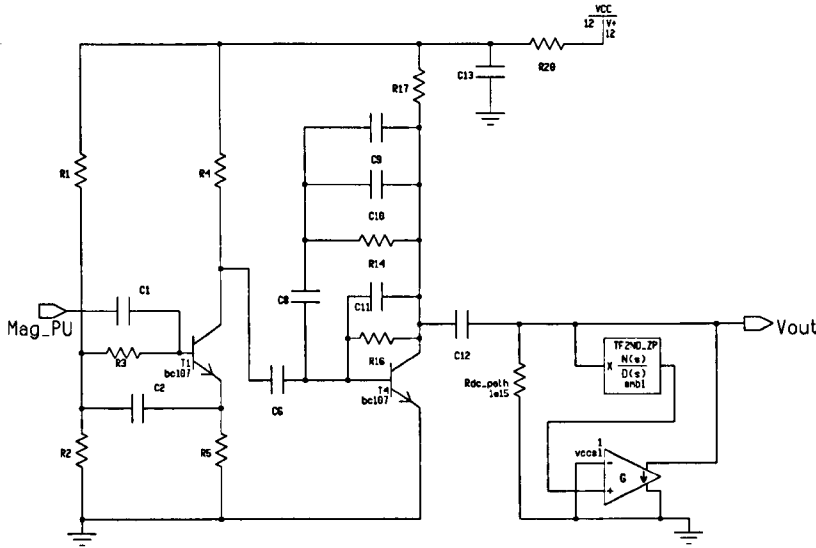 VCC
12 V+
12
R20
C13
R17
C9
C10
R14
R1
R4
C8
C11
R16
C1
Mag_PU
R3
T1
bc107
C2
C6
T4
bc107
C12
Vout
TF2ND_ZP
X N(s)
D(s)
Rdc_path
1e15
R2
R5
1
vccs1
G
-
+